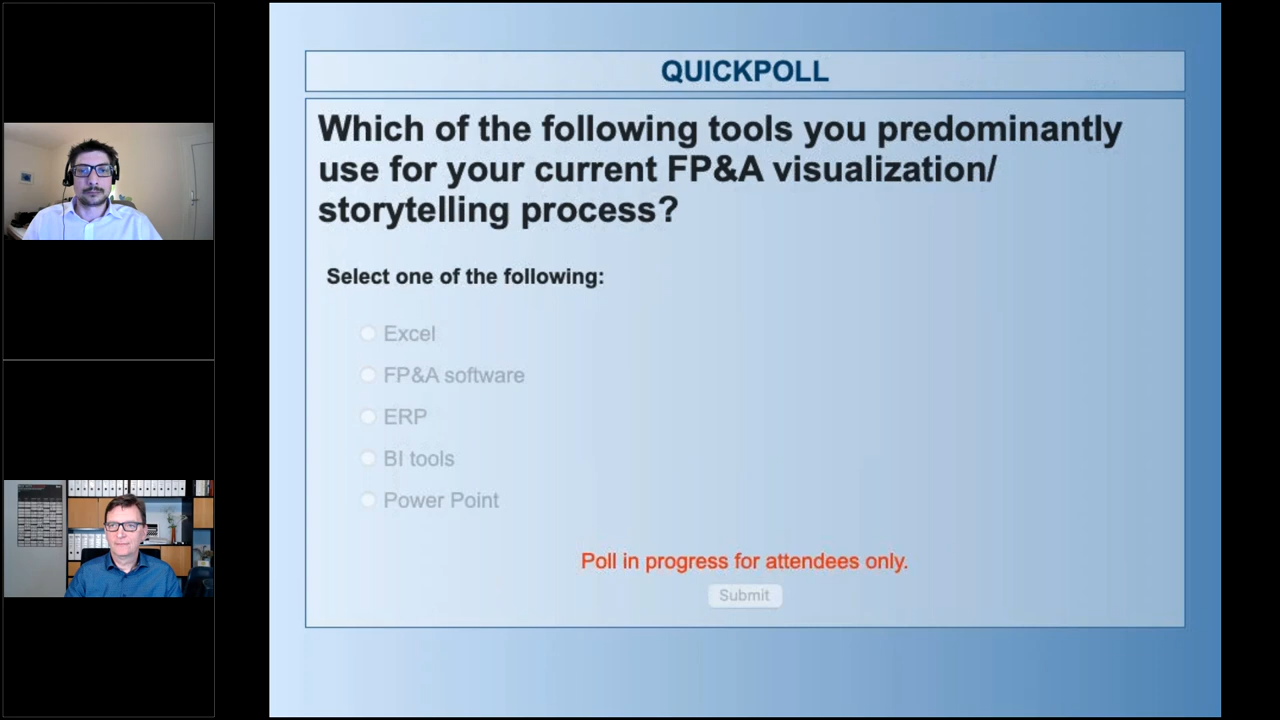 QUICKPOLL
Which of the following tools you predominantly
use for your current FP&A visualization/
storytelling process?
Select one of the following:
Excel
FP&A software
ERP
BI tools
Power Point
Poll in progress for attendees only.
Submit